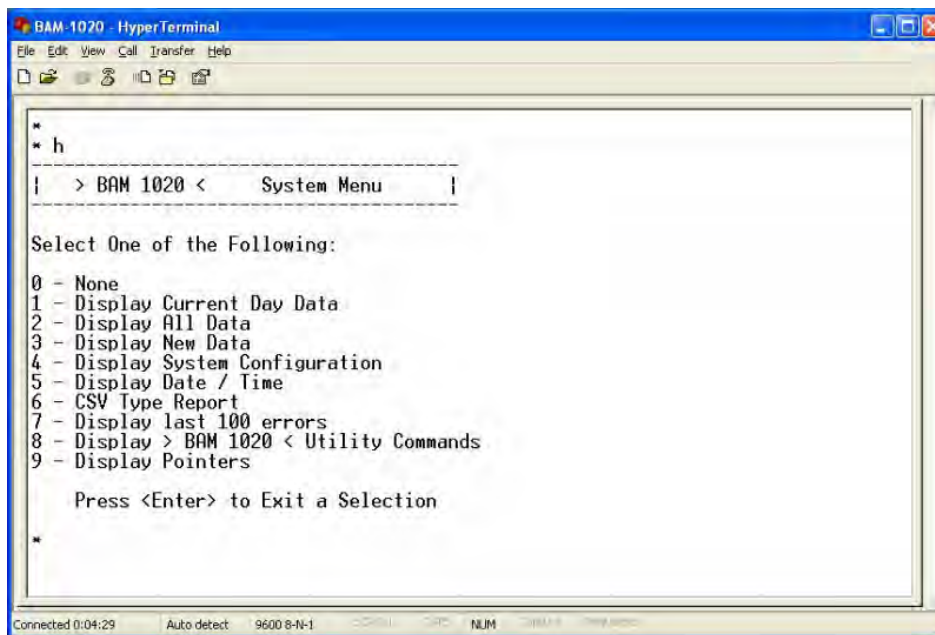 BAM-1020 - HyperTerminal
File Edit View Call Transfer Help
*
* h
| > BAM 1020 < System Menu |
Select One of the Following:
0 - None
1 - Display Current Day Data
2 - Display All Data
3 - Display New Data
4 - Display System Configuration
5 - Display Date / Time
6 - CSV Type Report
7 - Display last 100 errors
8 - Display > BAM 1020 < Utility Commands
9 - Display Pointers
Press <Enter> to Exit a Selection
*
Connected 0:04:29 Auto detect 9600 8-N-1 NUM